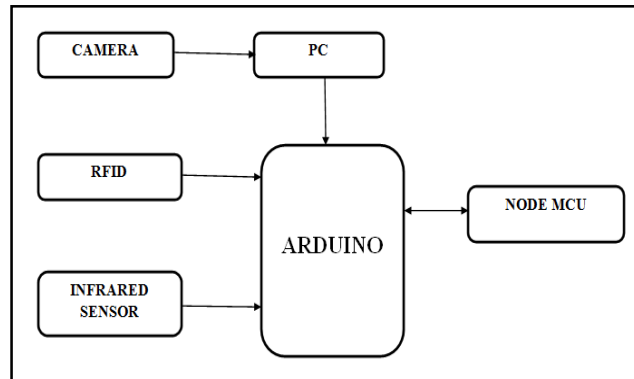 CAMERA
PC
RFID
ARDUINO
NODE MCU
INFRARED
SENSOR